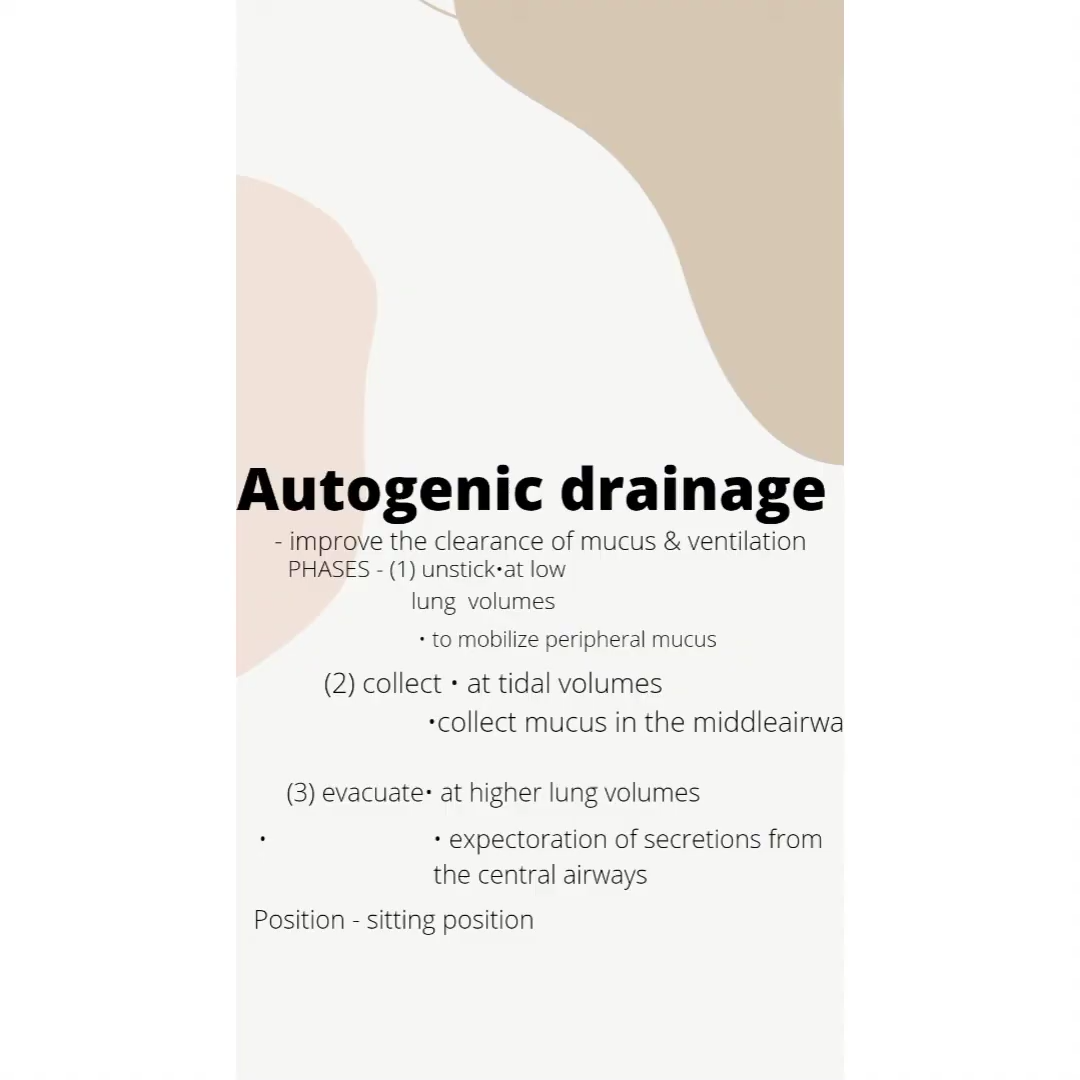 Autogenic drainage
- improve the clearance of mucus & ventilation
PHASES - (1) unstick•at low
lung volumes
• to mobilize peripheral mucus
(2) collect • at tidal volumes
•collect mucus in the middleairwa
(3) evacuate• at higher lung volumes
• • expectoration of secretions from
the central airways
Position - sitting position